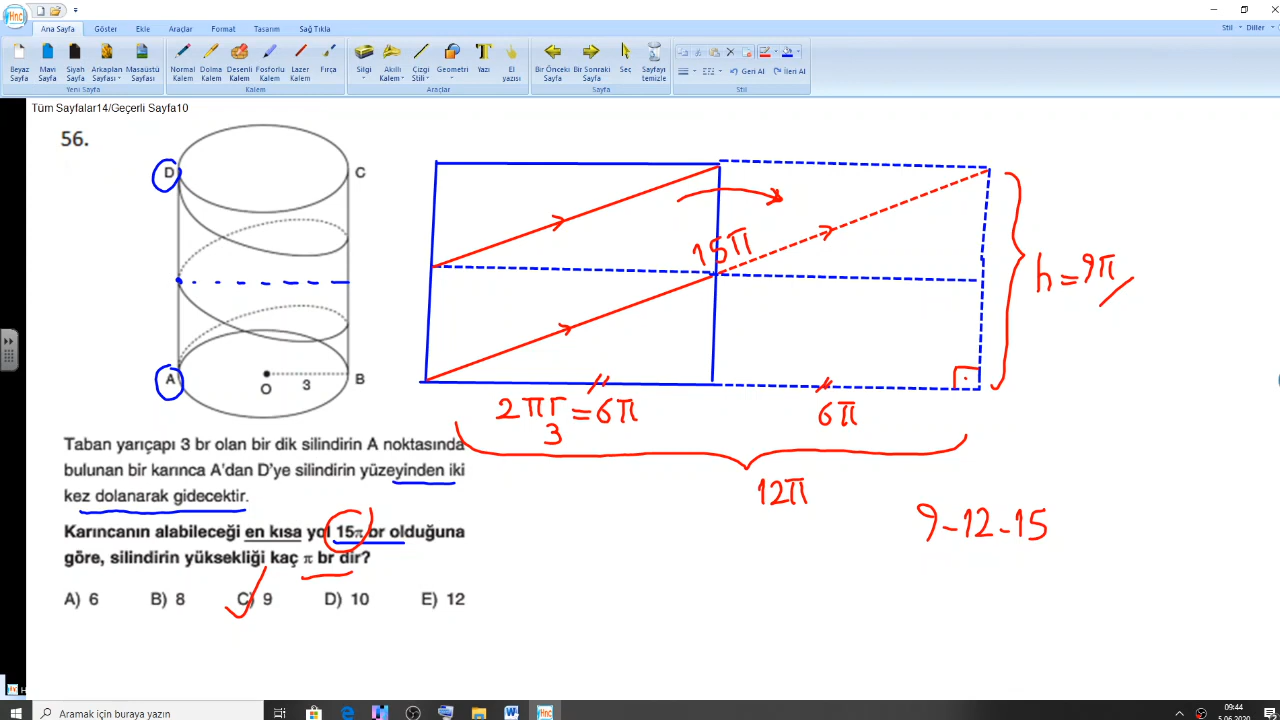 Hnc
Stil Diller
Ana Sayfa Göster Ekle Araçlar Format Tasarım Sağ Tıkla
Beyaz Sayfa Mavi Sayfa Siyah Sayfa Arkaplan Sayfası Masaüstü Sayfası
Normal Kalem Dolma Kalem Desenli Kalem Fosforlu Kalem Lazer Kalem Fırça
Silgi Akıllı Kalem Çizgi Stili Geometri Yazı El yazısı
Bir Önceki Sayfa Bir Sonraki Sayfa Seç Sayfayı temizle
Geri Al İleri Al
Yeni Sayfa Kalem Araçlar Sayfa Stil
Tüm Sayfalar14/Geçerli Sayfa10
56.
D C
A O 3 B
15π
h=9π
2πr=6π
3
6π
12π
9-12-15
Taban yarıçapı 3 br olan bir dik silindirin A noktasında
bulunan bir karınca A'dan D'ye silindirin yüzeyinden iki
kez dolanarak gidecektir.
Karıncanın alabileceği en kısa yol 15π br olduğuna
göre, silindirin yüksekliği kaç π br dir?
A) 6 B) 8 C) 9 D) 10 E) 12
Aramak için buraya yazın
Hnc
09:44
5.06.2020